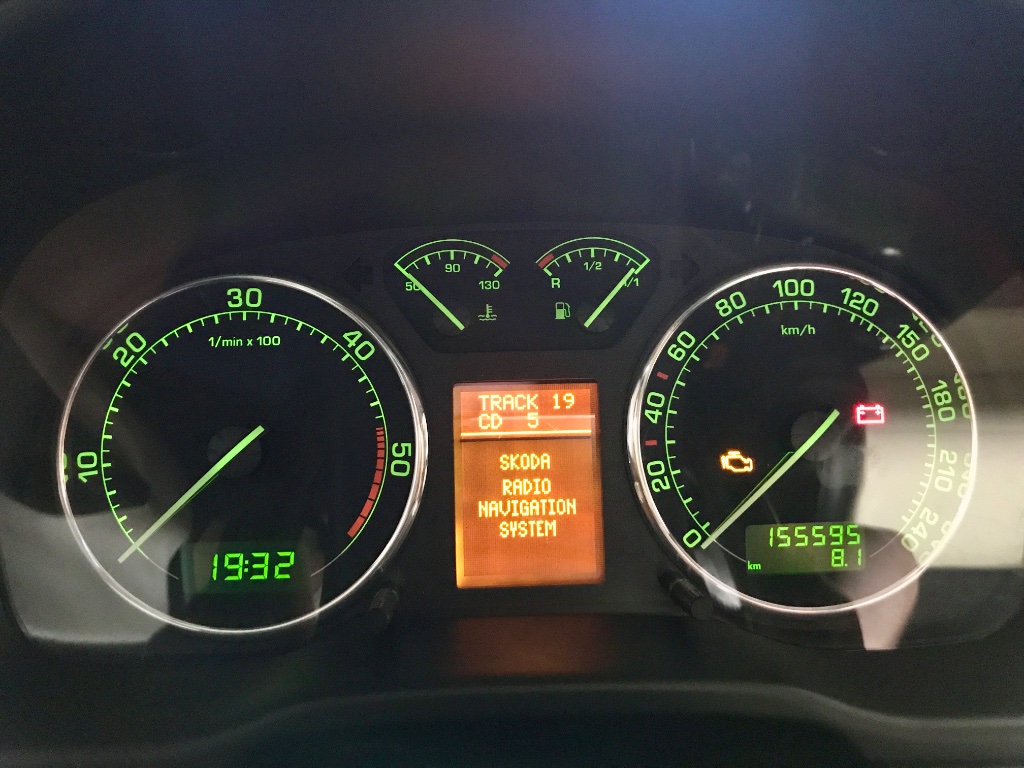 10
20
30
40
50
1/min x 100
19:32
50
90
130
R
1/2
1/1
TRACK 19
CD 5
SKODA
RADIO
NAVIGATION
SYSTEM
0
20
40
60
80
100
120
150
180
210
240
km/h
155595
km 8.1